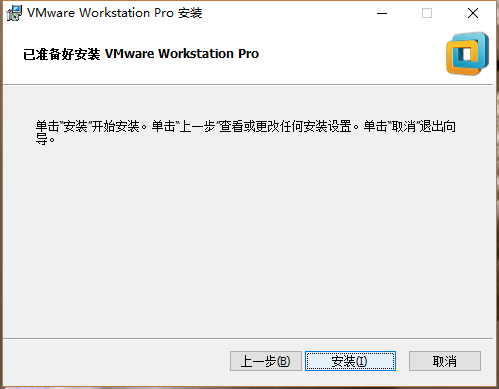 VMware Workstation Pro 安装
已准备好安装 VMware Workstation Pro
单击“安装”开始安装。单击“上一步”查看或更改任何安装设置。单击“取消”退出向
导。
上一步(B)
安装(I)
取消